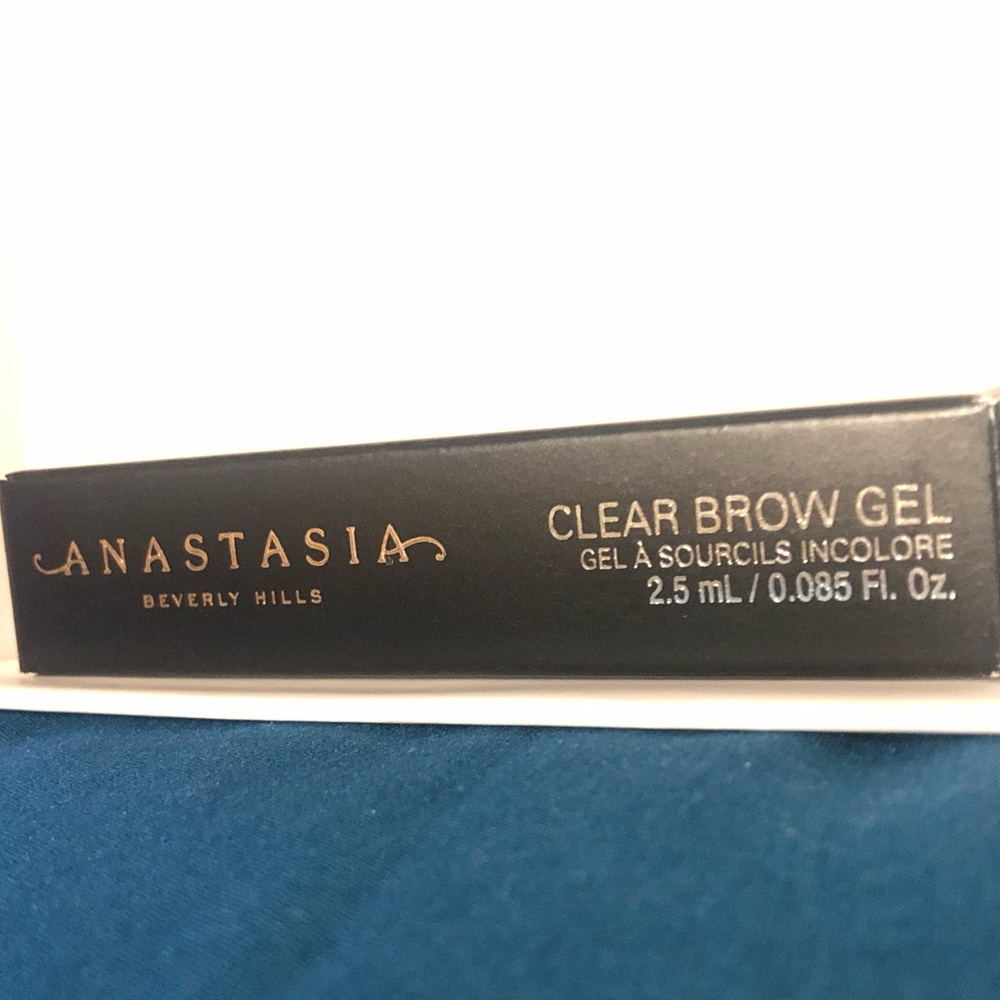 ANASTASIA
BEVERLY HILLS
CLEAR BROW GEL
GEL À SOURCILS INCOLORE
2.5 mL / 0.085 Fl. Oz.